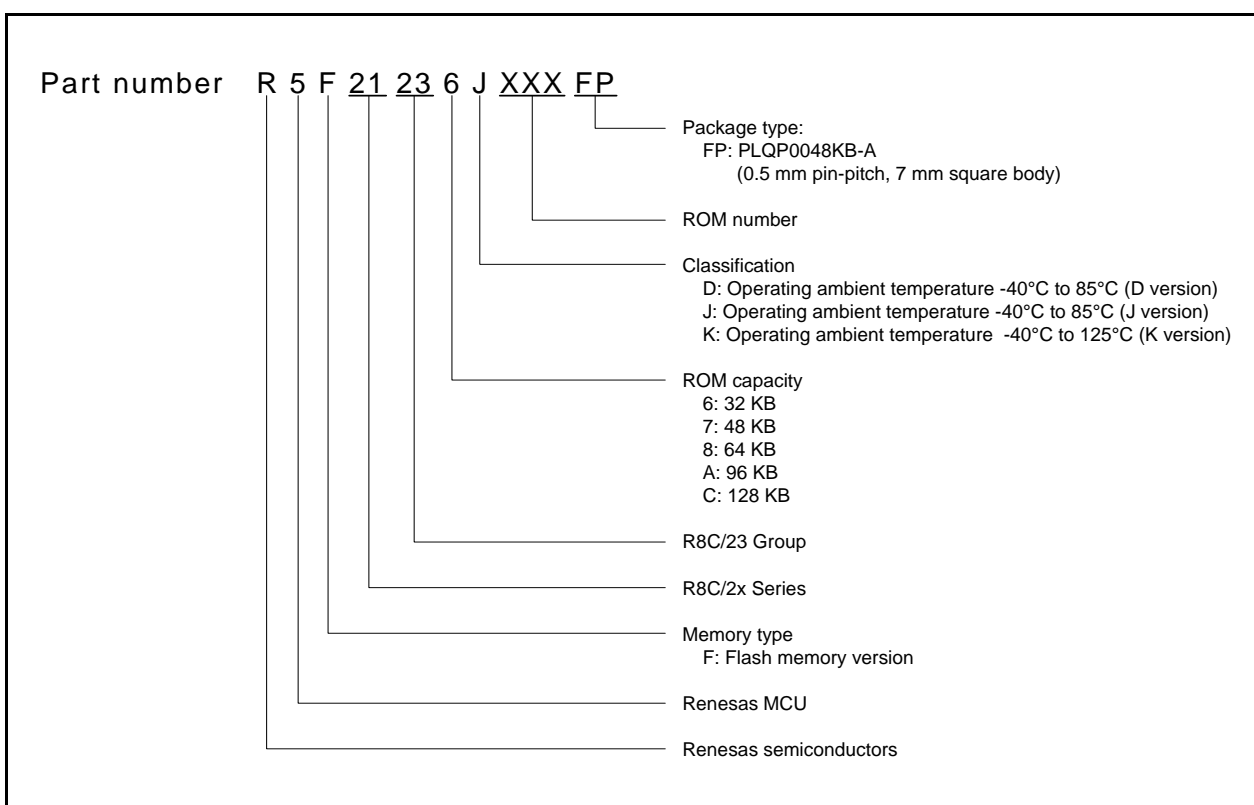 Part number R 5 F 21 23 6 J XXX FP
Package type:
FP: PLQP0048KB-A
(0.5 mm pin-pitch, 7 mm square body)
ROM number
Classification
D: Operating ambient temperature -40°C to 85°C (D version)
J: Operating ambient temperature -40°C to 85°C (J version)
K: Operating ambient temperature -40°C to 125°C (K version)
ROM capacity
6: 32 KB
7: 48 KB
8: 64 KB
A: 96 KB
C: 128 KB
R8C/23 Group
R8C/2x Series
Memory type
F: Flash memory version
Renesas MCU
Renesas semiconductors